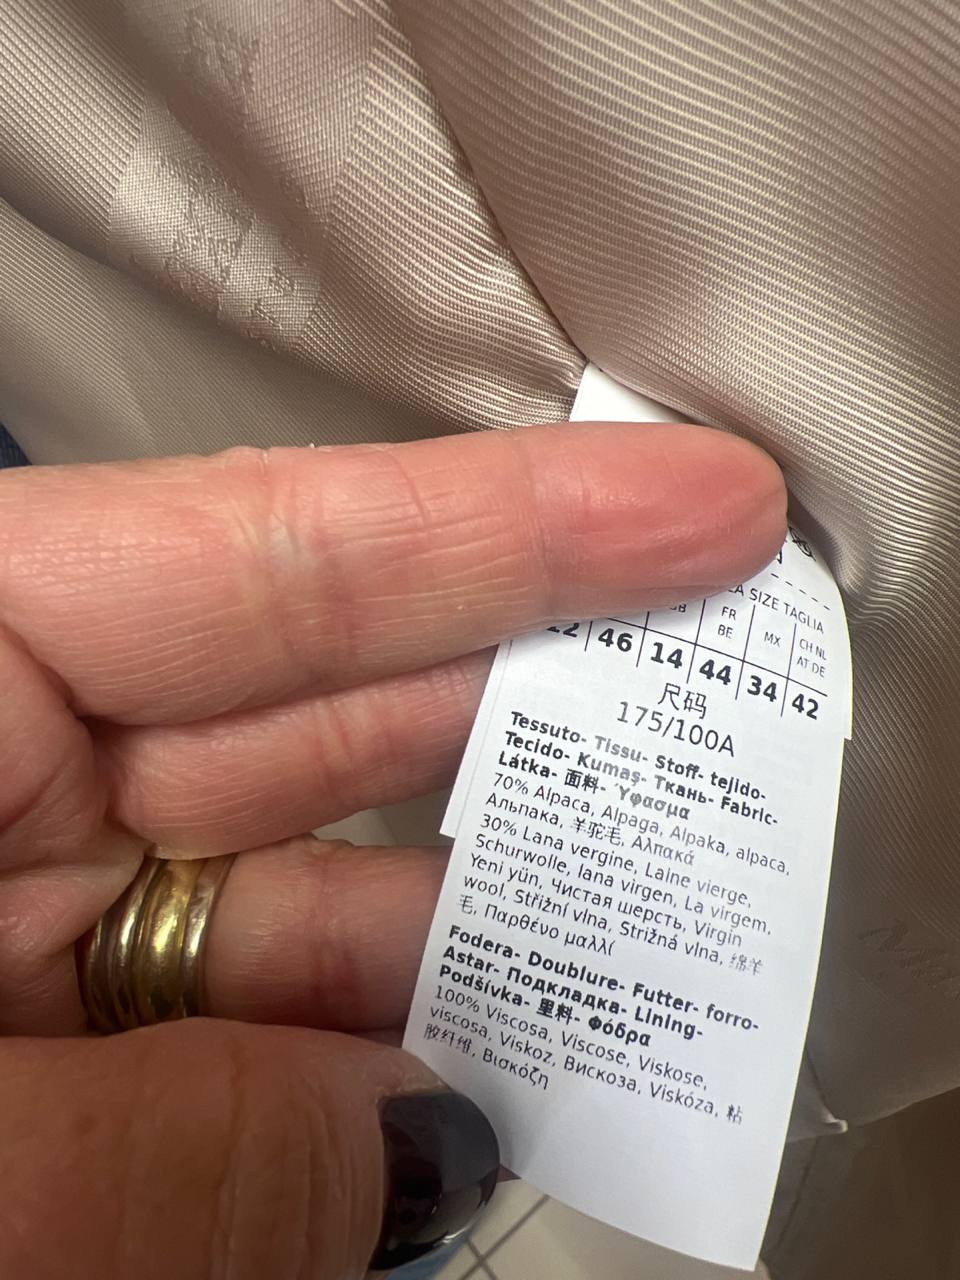 SIZE TAGLIA
FR MX CH NL
BE AT DE
46 14 44 34 42
尺码
175/100A
Tessuto- Tissu- Stoff- tejido-
Tecido- Kumaş- Ткань- Fabric-
Látka- 面料- Ύφασμα
70% Alpaca, Alpaga, Alpaka, alpaca,
Альпака, 羊驼毛, Αλπακά
30% Lana vergine, Laine vierge,
Schurwolle, lana virgen, Lã virgem,
Yeni yün, Чистая шерсть, Virgin
wool, Střižní vlna, Strižná vlna, 绵羊
毛, Παρθένο μαλλί
Fodera- Doublure- Futter- forro-
Astar- Подкладка- Lining-
Podšívka- 里料- Φόδρα
100% Viscosa, Viscose, Viskose,
viscosa, Viskoz, Вискоза, Viskóza, 粘
胶纤维, Βισκόζη